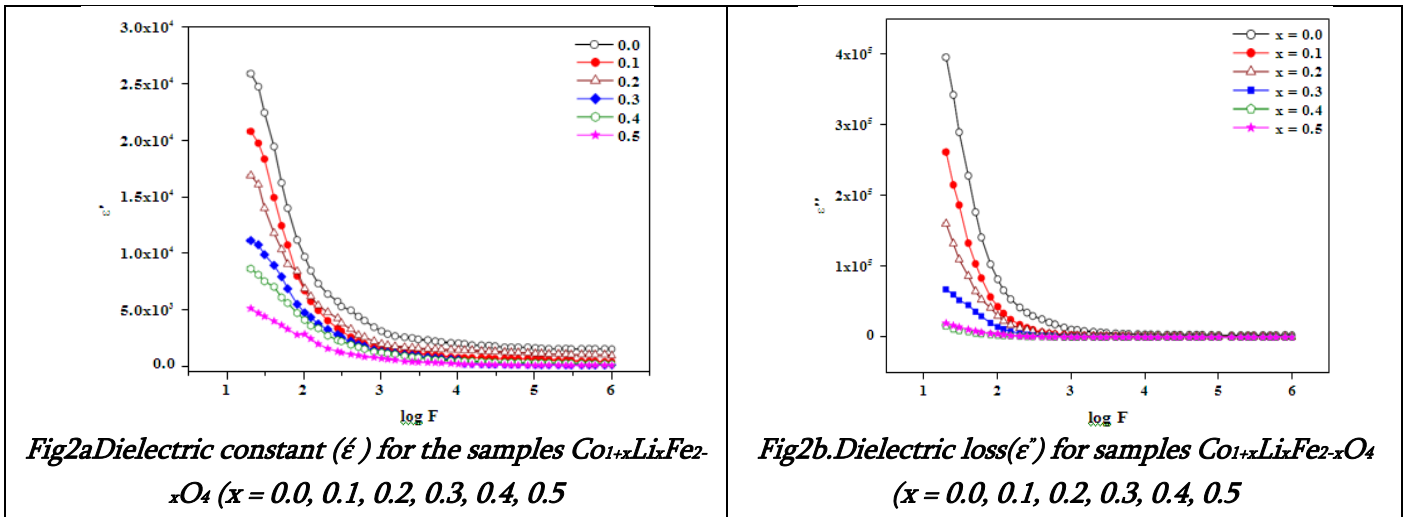 3.0x10⁴
2.5x10⁴
2.0x10⁴
1.5x10⁴
1.0x10⁴
5.0x10³
0.0
ε'
0.0
0.1
0.2
0.3
0.4
0.5
1 2 3 4 5 6
log F
Fig2aDielectric constant (έ ) for the samples Co₁₊ₓLiₓFe₂₋
ₓO₄ (x = 0.0, 0.1, 0.2, 0.3, 0.4, 0.5
4x10⁵
3x10⁵
2x10⁵
1x10⁵
0
ε''
x = 0.0
x = 0.1
x = 0.2
x = 0.3
x = 0.4
x = 0.5
1 2 3 4 5 6
log F
Fig2b.Dielectric loss(ε") for samples Co₁₊ₓLiₓFe₂₋ₓO₄
(x = 0.0, 0.1, 0.2, 0.3, 0.4, 0.5